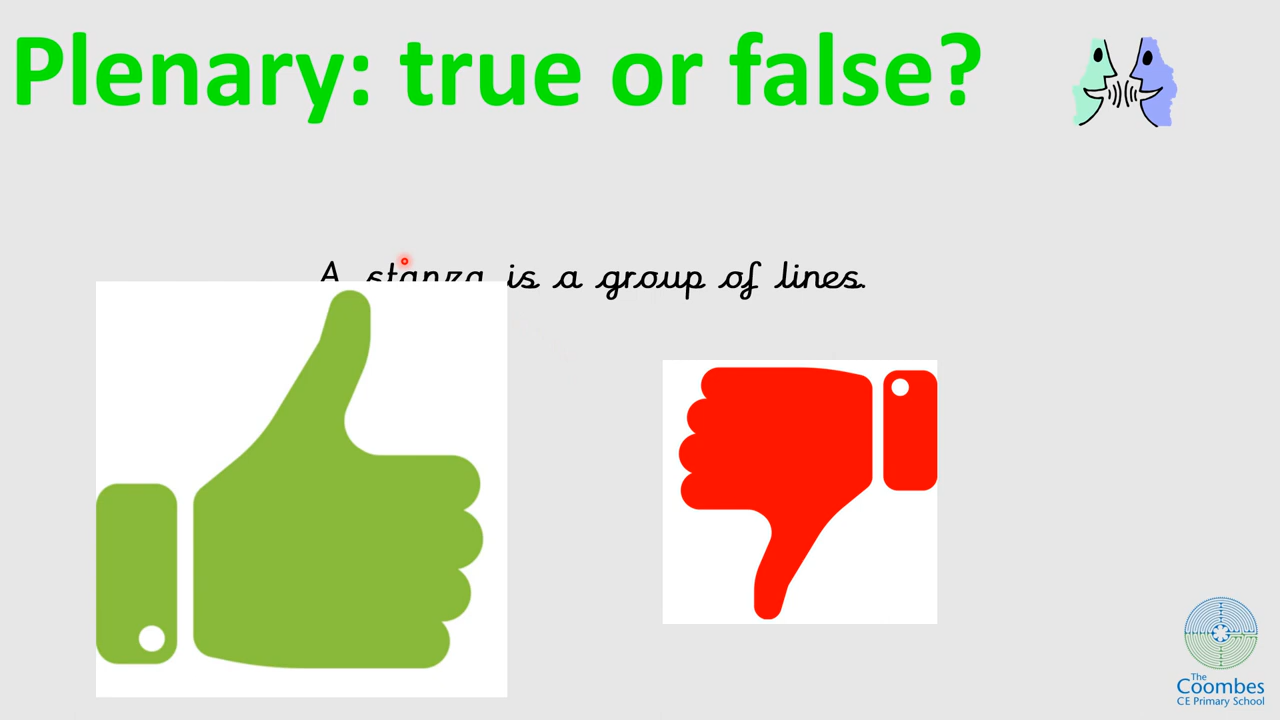 Plenary: true or false?
A stanza is a group of lines.
The
Coombes
CE Primary School